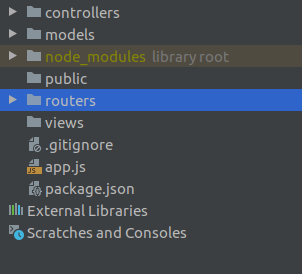 controllers
models
node_modules library root
public
routers
views
.gitignore
app.js
package.json
External Libraries
Scratches and Consoles